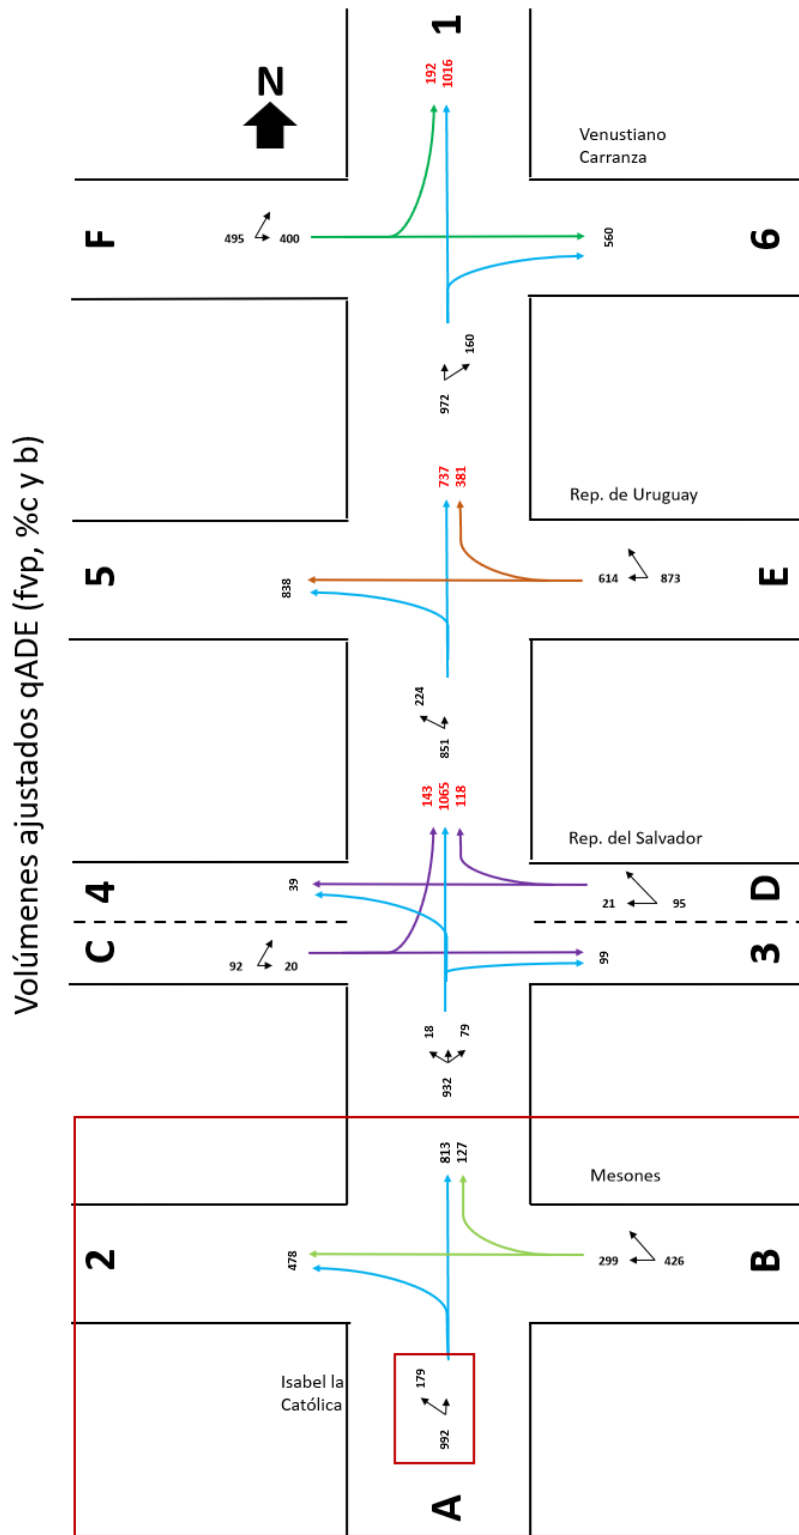 Volúmenes ajustados qADE (fvp, %c y b)
1
192
1016
N
Venustiano
Carranza
F
495
400
560
6
160
972
737
381
Rep. de Uruguay
5
838
614
873
E
224
851
143
1065
118
Rep. del Salvador
4
39
21
95
D
C
92
20
99
3
18
79
932
813
127
Mesones
2
478
299
426
B
Isabel la
Católica
179
992
A